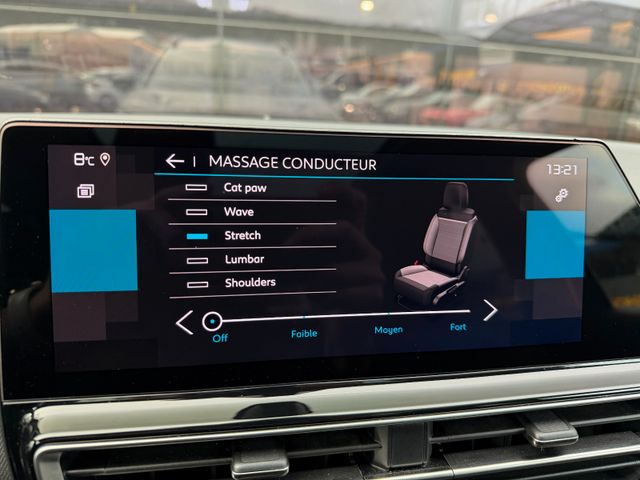 8°C
MASSAGE CONDUCTEUR
13:21
Cat paw
Wave
Stretch
Lumbar
Shoulders
Off Faible Moyen Fort